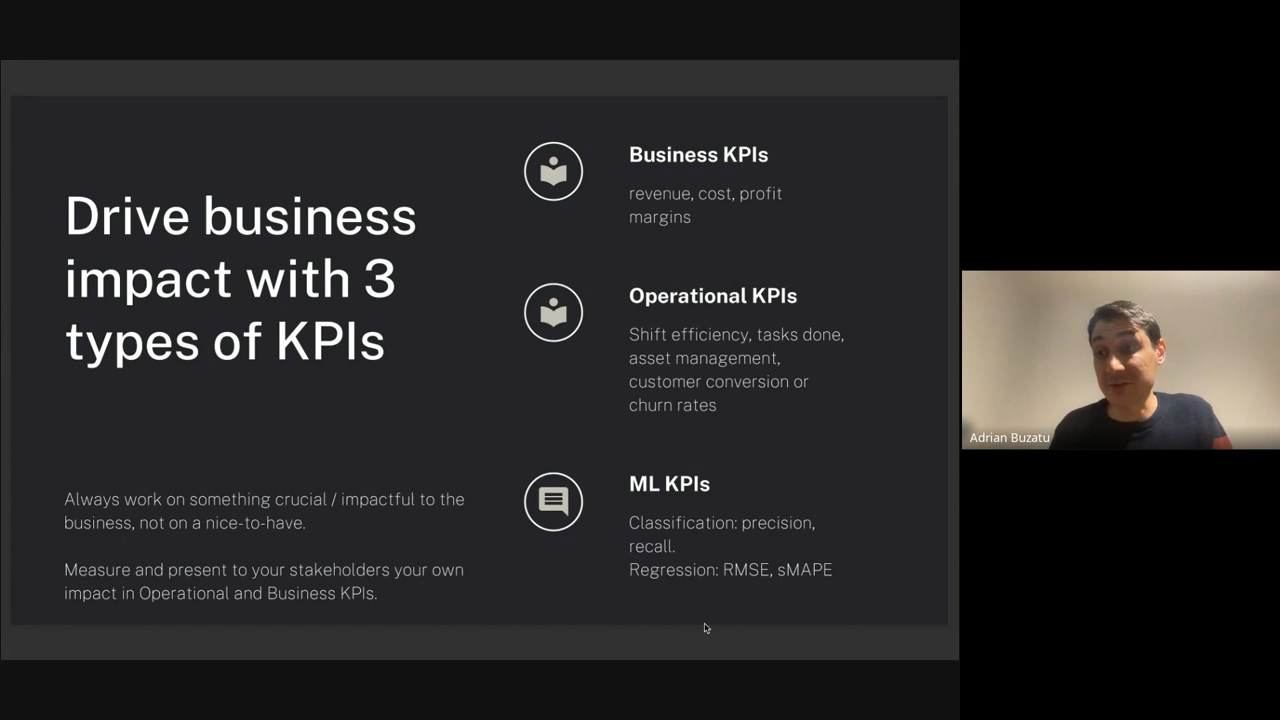 Drive business
impact with 3
types of KPIs
Always work on something crucial / impactful to the
business, not on a nice-to-have.
Measure and present to your stakeholders your own
impact in Operational and Business KPIs.
Business KPIs
revenue, cost, profit
margins
Operational KPIs
Shift efficiency, tasks done,
asset management,
customer conversion or
churn rates
ML KPIs
Classification: precision,
recall.
Regression: RMSE, sMAPE
Adrian Buzatu